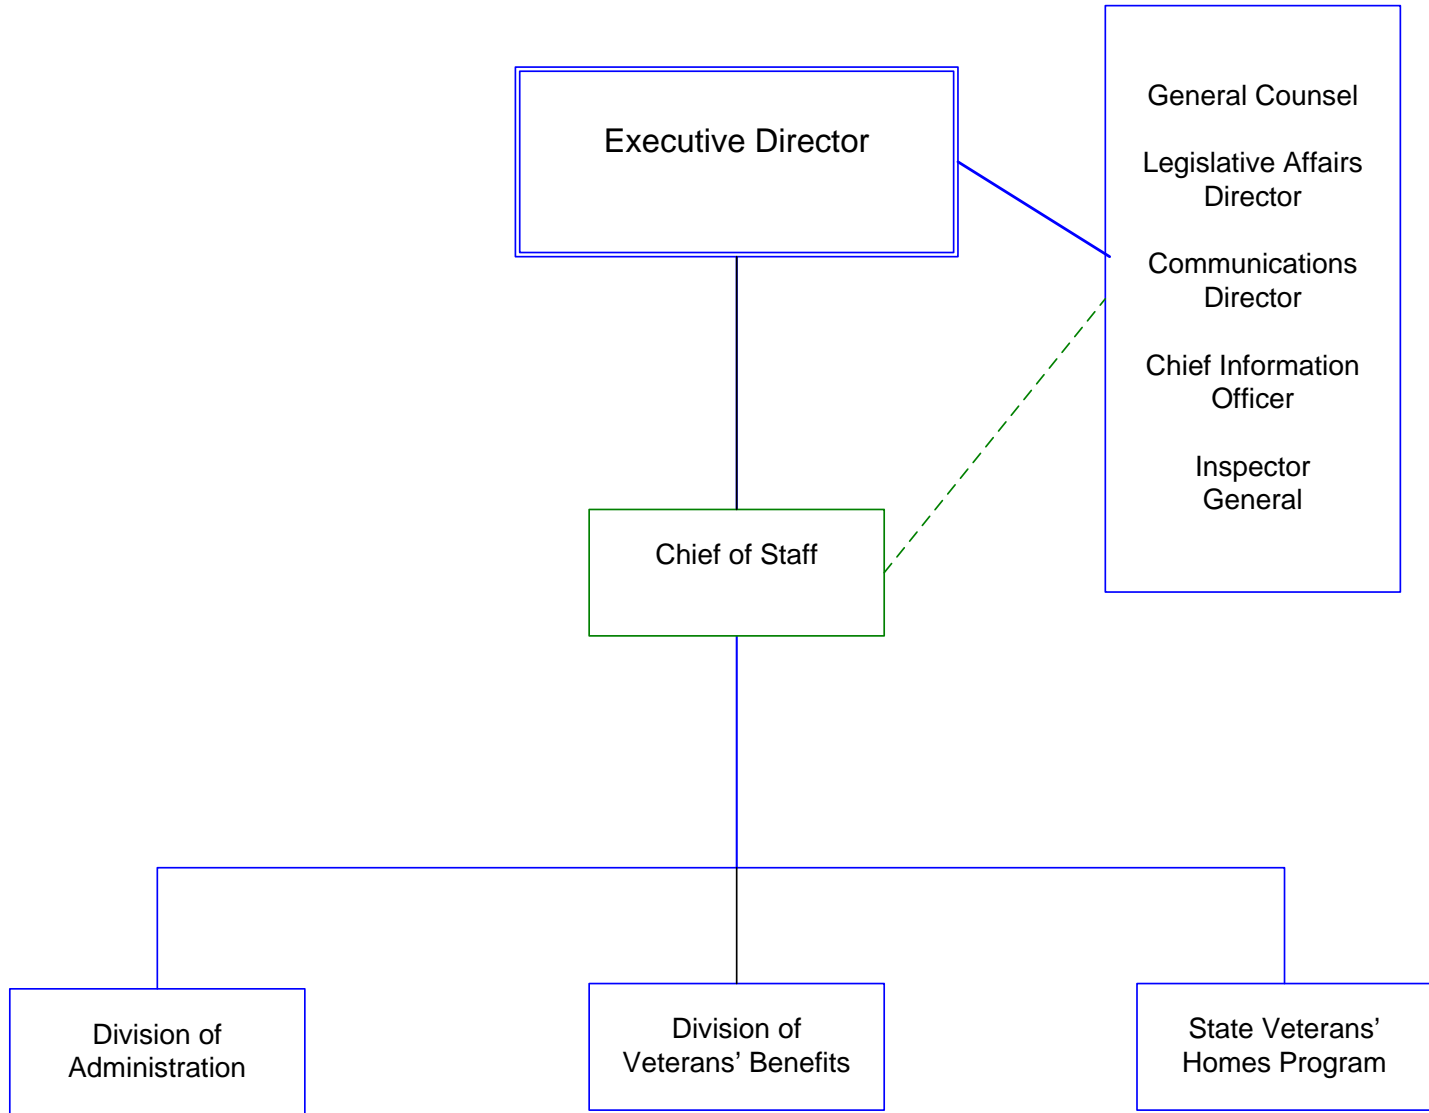 Executive Director
General Counsel
Legislative Affairs
Director
Communications
Director
Chief Information
Officer
Inspector
General
Chief of Staff
Division of
Administration
Division of
Veterans’ Benefits
State Veterans’
Homes Program